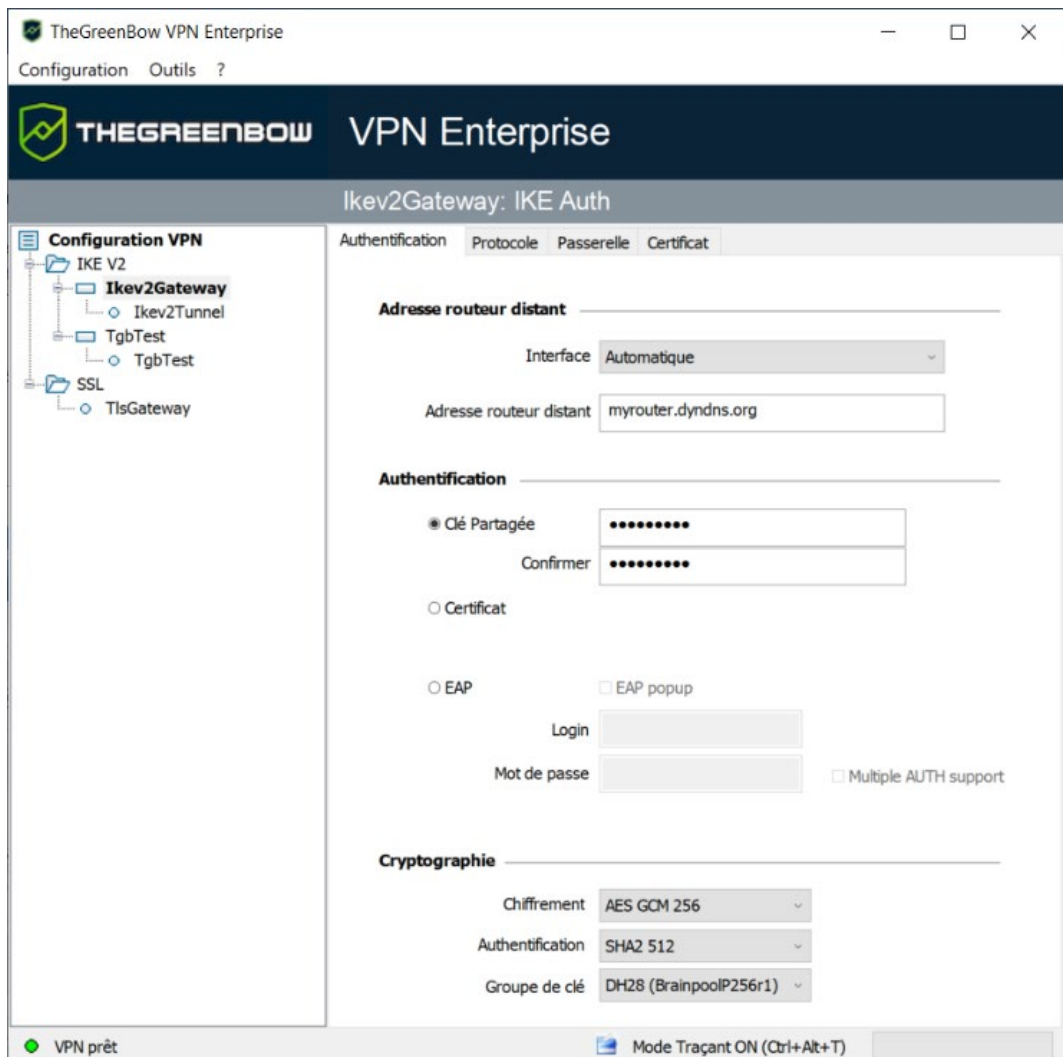 TheGreenBow VPN Enterprise
Configuration Outils ?
THEGREENBOW VPN Enterprise
Ikev2Gateway: IKE Auth
Configuration VPN
IKE V2
Ikev2Gateway
Ikev2Tunnel
TgbTest
TgbTest
SSL
TlsGateway
Authentification Protocole Passerelle Certificat
Adresse routeur distant
Interface Automatique
Adresse routeur distant myrouter.dyndns.org
Authentification
Clé Partagée •••••••••
Confirmer •••••••••
Certificat
EAP EAP popup
Login
Mot de passe Multiple AUTH support
Cryptographie
Chiffrement AES GCM 256
Authentification SHA2 512
Groupe de clé DH28 (BrainpoolP256r1)
VPN prêt Mode Traçant ON (Ctrl+Alt+T)